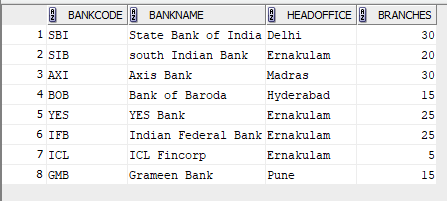 BANKCODE BANKNAME HEADOFFICE BRANCHES
1 SBI State Bank of India Delhi 30
2 SIB south Indian Bank Ernakulam 20
3 AXI Axis Bank Madras 30
4 BOB Bank of Baroda Hyderabad 15
5 YES YES Bank Ernakulam 25
6 IFB Indian Federal Bank Ernakulam 25
7 ICL ICL Fincorp Ernakulam 5
8 GMB Grameen Bank Pune 15